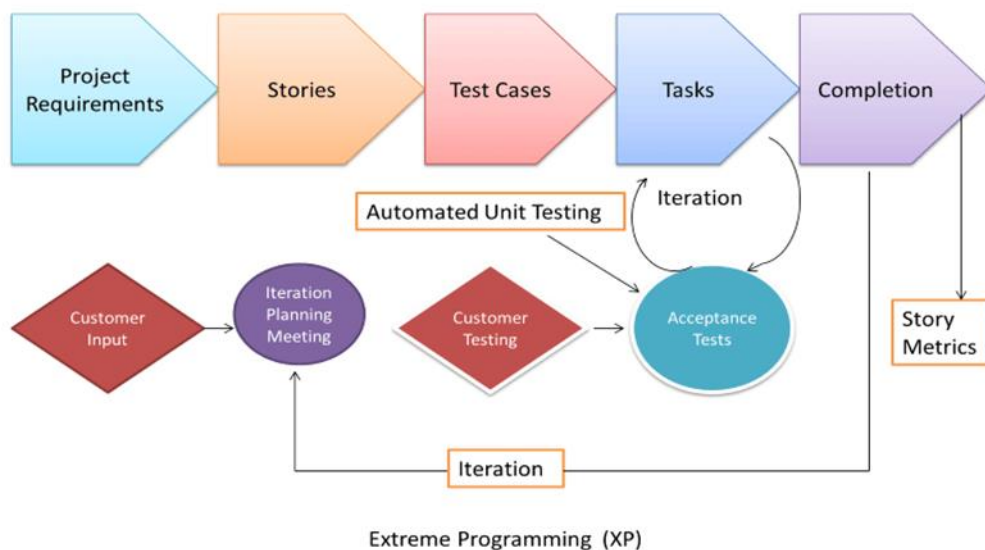 Project
Requirements
Stories
Test Cases
Tasks
Completion
Automated Unit Testing
Iteration
Customer
Input
Iteration
Planning
Meeting
Customer
Testing
Acceptance
Tests
Story
Metrics
Iteration
Extreme Programming (XP)